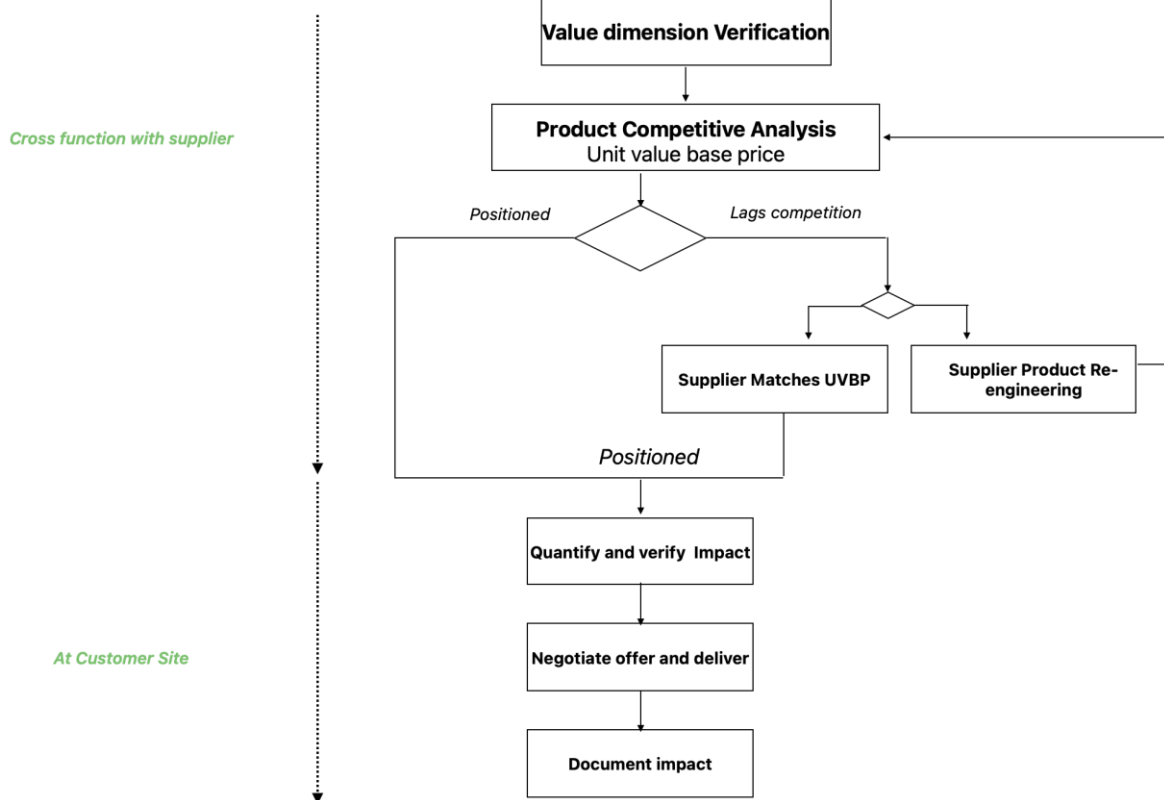 Value dimension Verification
Cross function with supplier
Product Competitive Analysis
Unit value base price
Positioned
Lags competition
Supplier Matches UVBP
Supplier Product Re-
engineering
Positioned
Quantify and verify  Impact
Negotiate offer and deliver
At Customer Site
Document impact